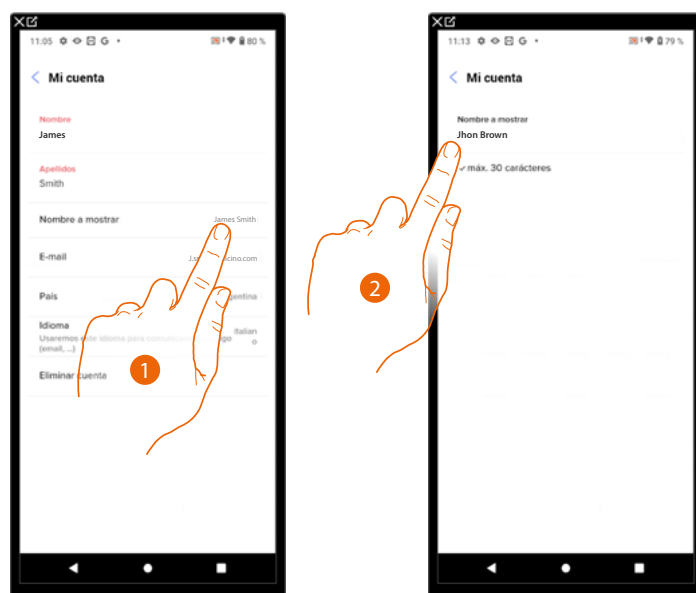 11:05 G 80 %
Mi cuenta
Nombre
James
Apellidos
Smith
Nombre a mostrar James Smith
E-mail cino.com
País
Idioma Italian
Usaremos este idioma para o
(email, ...)
Eliminar cuenta
1
11:13 G 79 %
Mi cuenta
Nombre a mostrar
Jhon Brown
máx. 30 carácteres
2